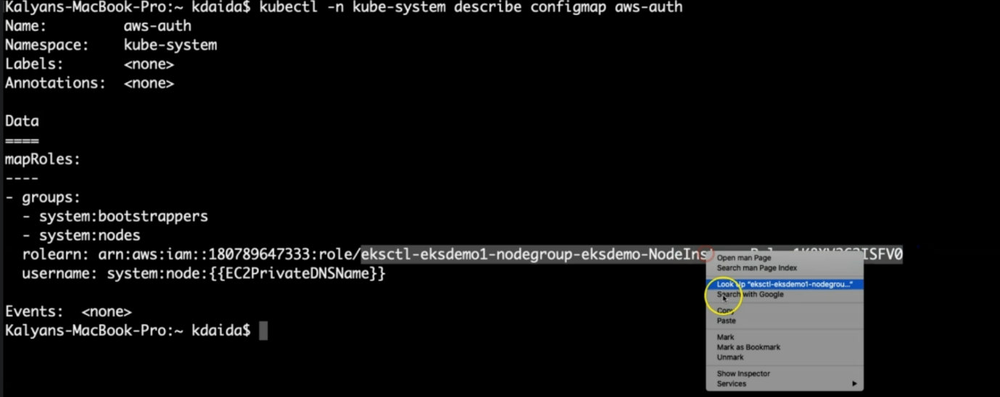 Kalyans-MacBook-Pro:~ kdaida$ kubectl -n kube-system describe configmap aws-auth
Name: aws-auth
Namespace: kube-system
Labels: <none>
Annotations: <none>
Data
====
mapRoles:
----
- groups:
- system:bootstrappers
- system:nodes
rolearn: arn:aws:iam::180789647333:role/eksctl-eksdemo1-nodegroup-eksdemo-NodeIns
username: system:node:{{EC2PrivateDNSName}}
Events: <none>
Kalyans-MacBook-Pro:~ kdaida$
Open man Page
Search man Page Index
Look Up "eksctl-eksdemo1-nodegrou..."
Search with Google
Copy
Paste
Mark
Mark as Bookmark
Unmark
Show Inspector
Services